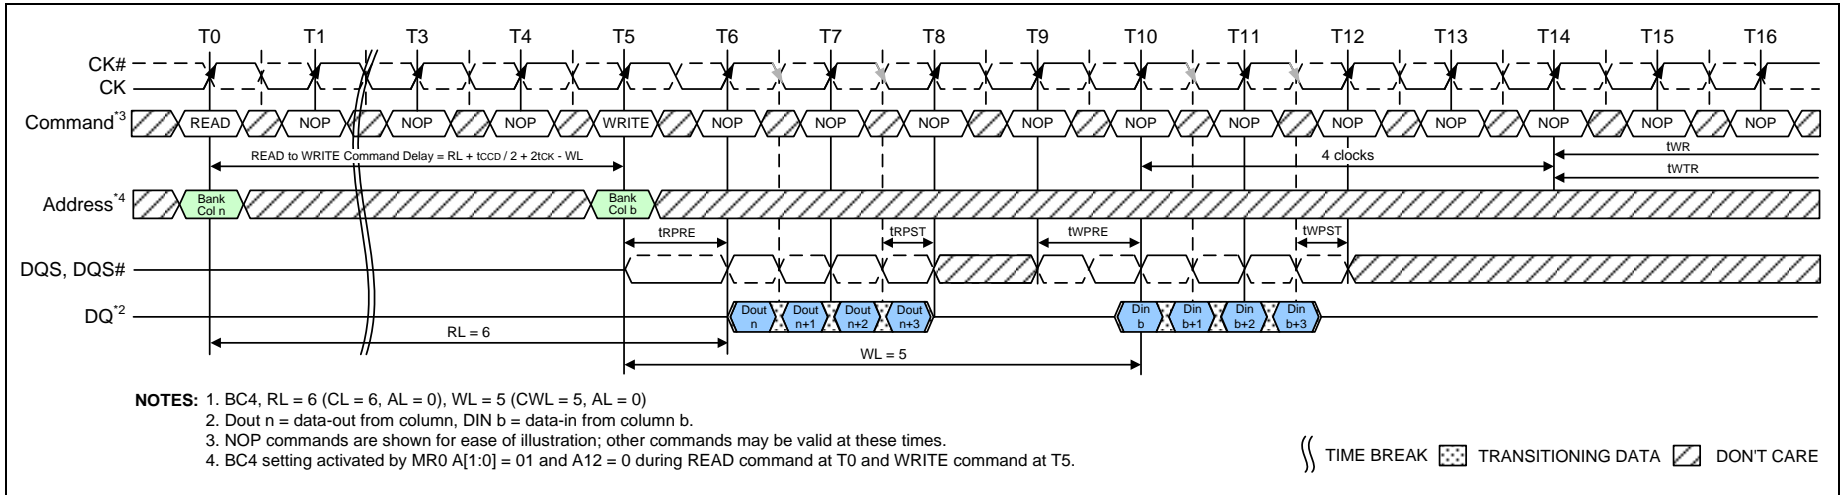 T0 T1 T3 T4 T5 T6 T7 T8 T9 T10 T11 T12 T13 T14 T15 T16
CK#
CK
Command*3 READ NOP NOP NOP WRITE NOP NOP NOP NOP NOP NOP NOP NOP NOP NOP NOP
READ to WRITE Command Delay = RL + tCCD / 2 + 2tCK - WL
4 clocks
tWR
tWTR
Address*4
Bank
Col n
Bank
Col b
tRPRE tRPST tWPRE tWPST
DQS, DQS#
DQ*2
Dout
n
Dout
n+1
Dout
n+2
Dout
n+3
Din
b
Din
b+1
Din
b+2
Din
b+3
RL = 6
WL = 5
NOTES: 1. BC4, RL = 6 (CL = 6, AL = 0), WL = 5 (CWL = 5, AL = 0)
2. Dout n = data-out from column, DIN b = data-in from column b.
3. NOP commands are shown for ease of illustration; other commands may be valid at these times.
4. BC4 setting activated by MR0 A[1:0] = 01 and A12 = 0 during READ command at T0 and WRITE command at T5.
TIME BREAK TRANSITIONING DATA DON'T CARE